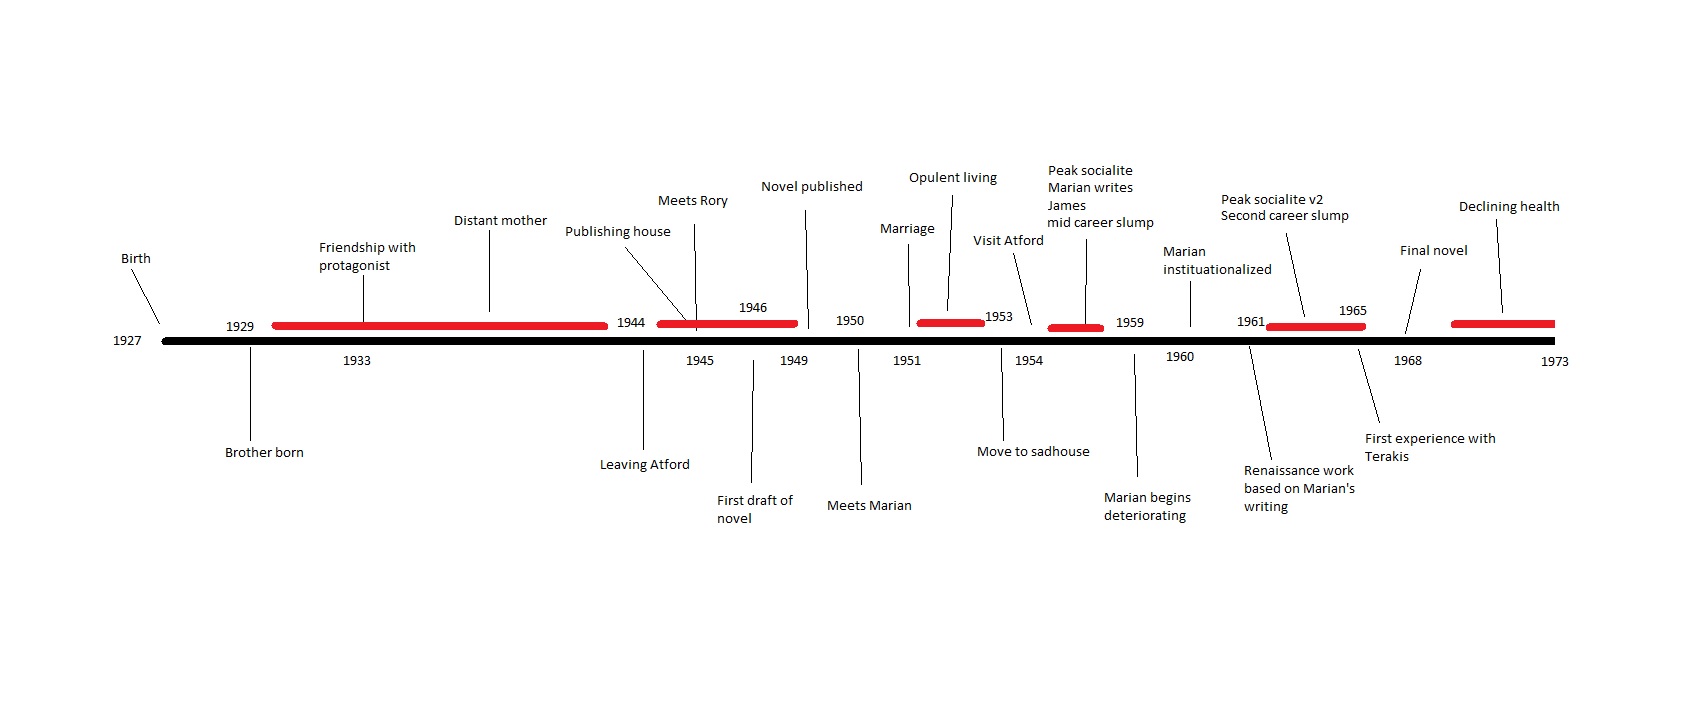 Peak socialite
Marian writes
James
mid career slump
Opulent living
Novel published
Meets Rory
Peak socialite v2
Second career slump
Declining health
Distant mother
Publishing house
Marriage
Visit Atford
Friendship with
protagonist
Birth
Marian
instituationalized
Final novel
1946
1965
1929
1944
1950
1953
1959
1961
1927
1933
1945
1949
1951
1954
1960
1968
1973
Brother born
Leaving Atford
Move to sadhouse
First experience with
Terakis
First draft of
novel
Meets Marian
Marian begins
deteriorating
Renaissance work
based on Marian's
writing